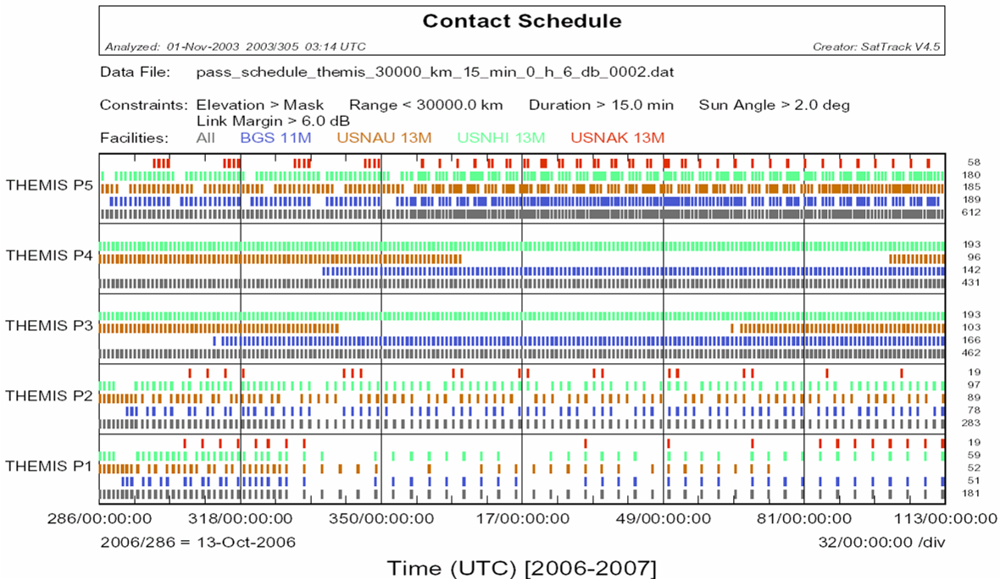 Contact Schedule
Analyzed: 01-Nov-2003 2003/305 03:14 UTC Creator: SatTrack V4.5
Data File: pass_schedule_themis_30000_km_15_min_0_h_6_db_0002.dat
Constraints: Elevation > Mask Range < 30000.0 km Duration > 15.0 min Sun Angle > 2.0 deg
Link Margin > 6.0 dB
Facilities: All BGS 11M USNAU 13M USNHI 13M USNAK 13M
58
180
THEMIS P5 185
189
612
193
THEMIS P4 96
142
431
193
THEMIS P3 103
166
462
19
97
THEMIS P2 89
78
283
19
59
THEMIS P1 52
51
181
286/00:00:00 318/00:00:00 350/00:00:00 17/00:00:00 49/00:00:00 81/00:00:00 113/00:00:00
2006/286 = 13-Oct-2006 32/00:00:00 /div
Time (UTC) [2006-2007]